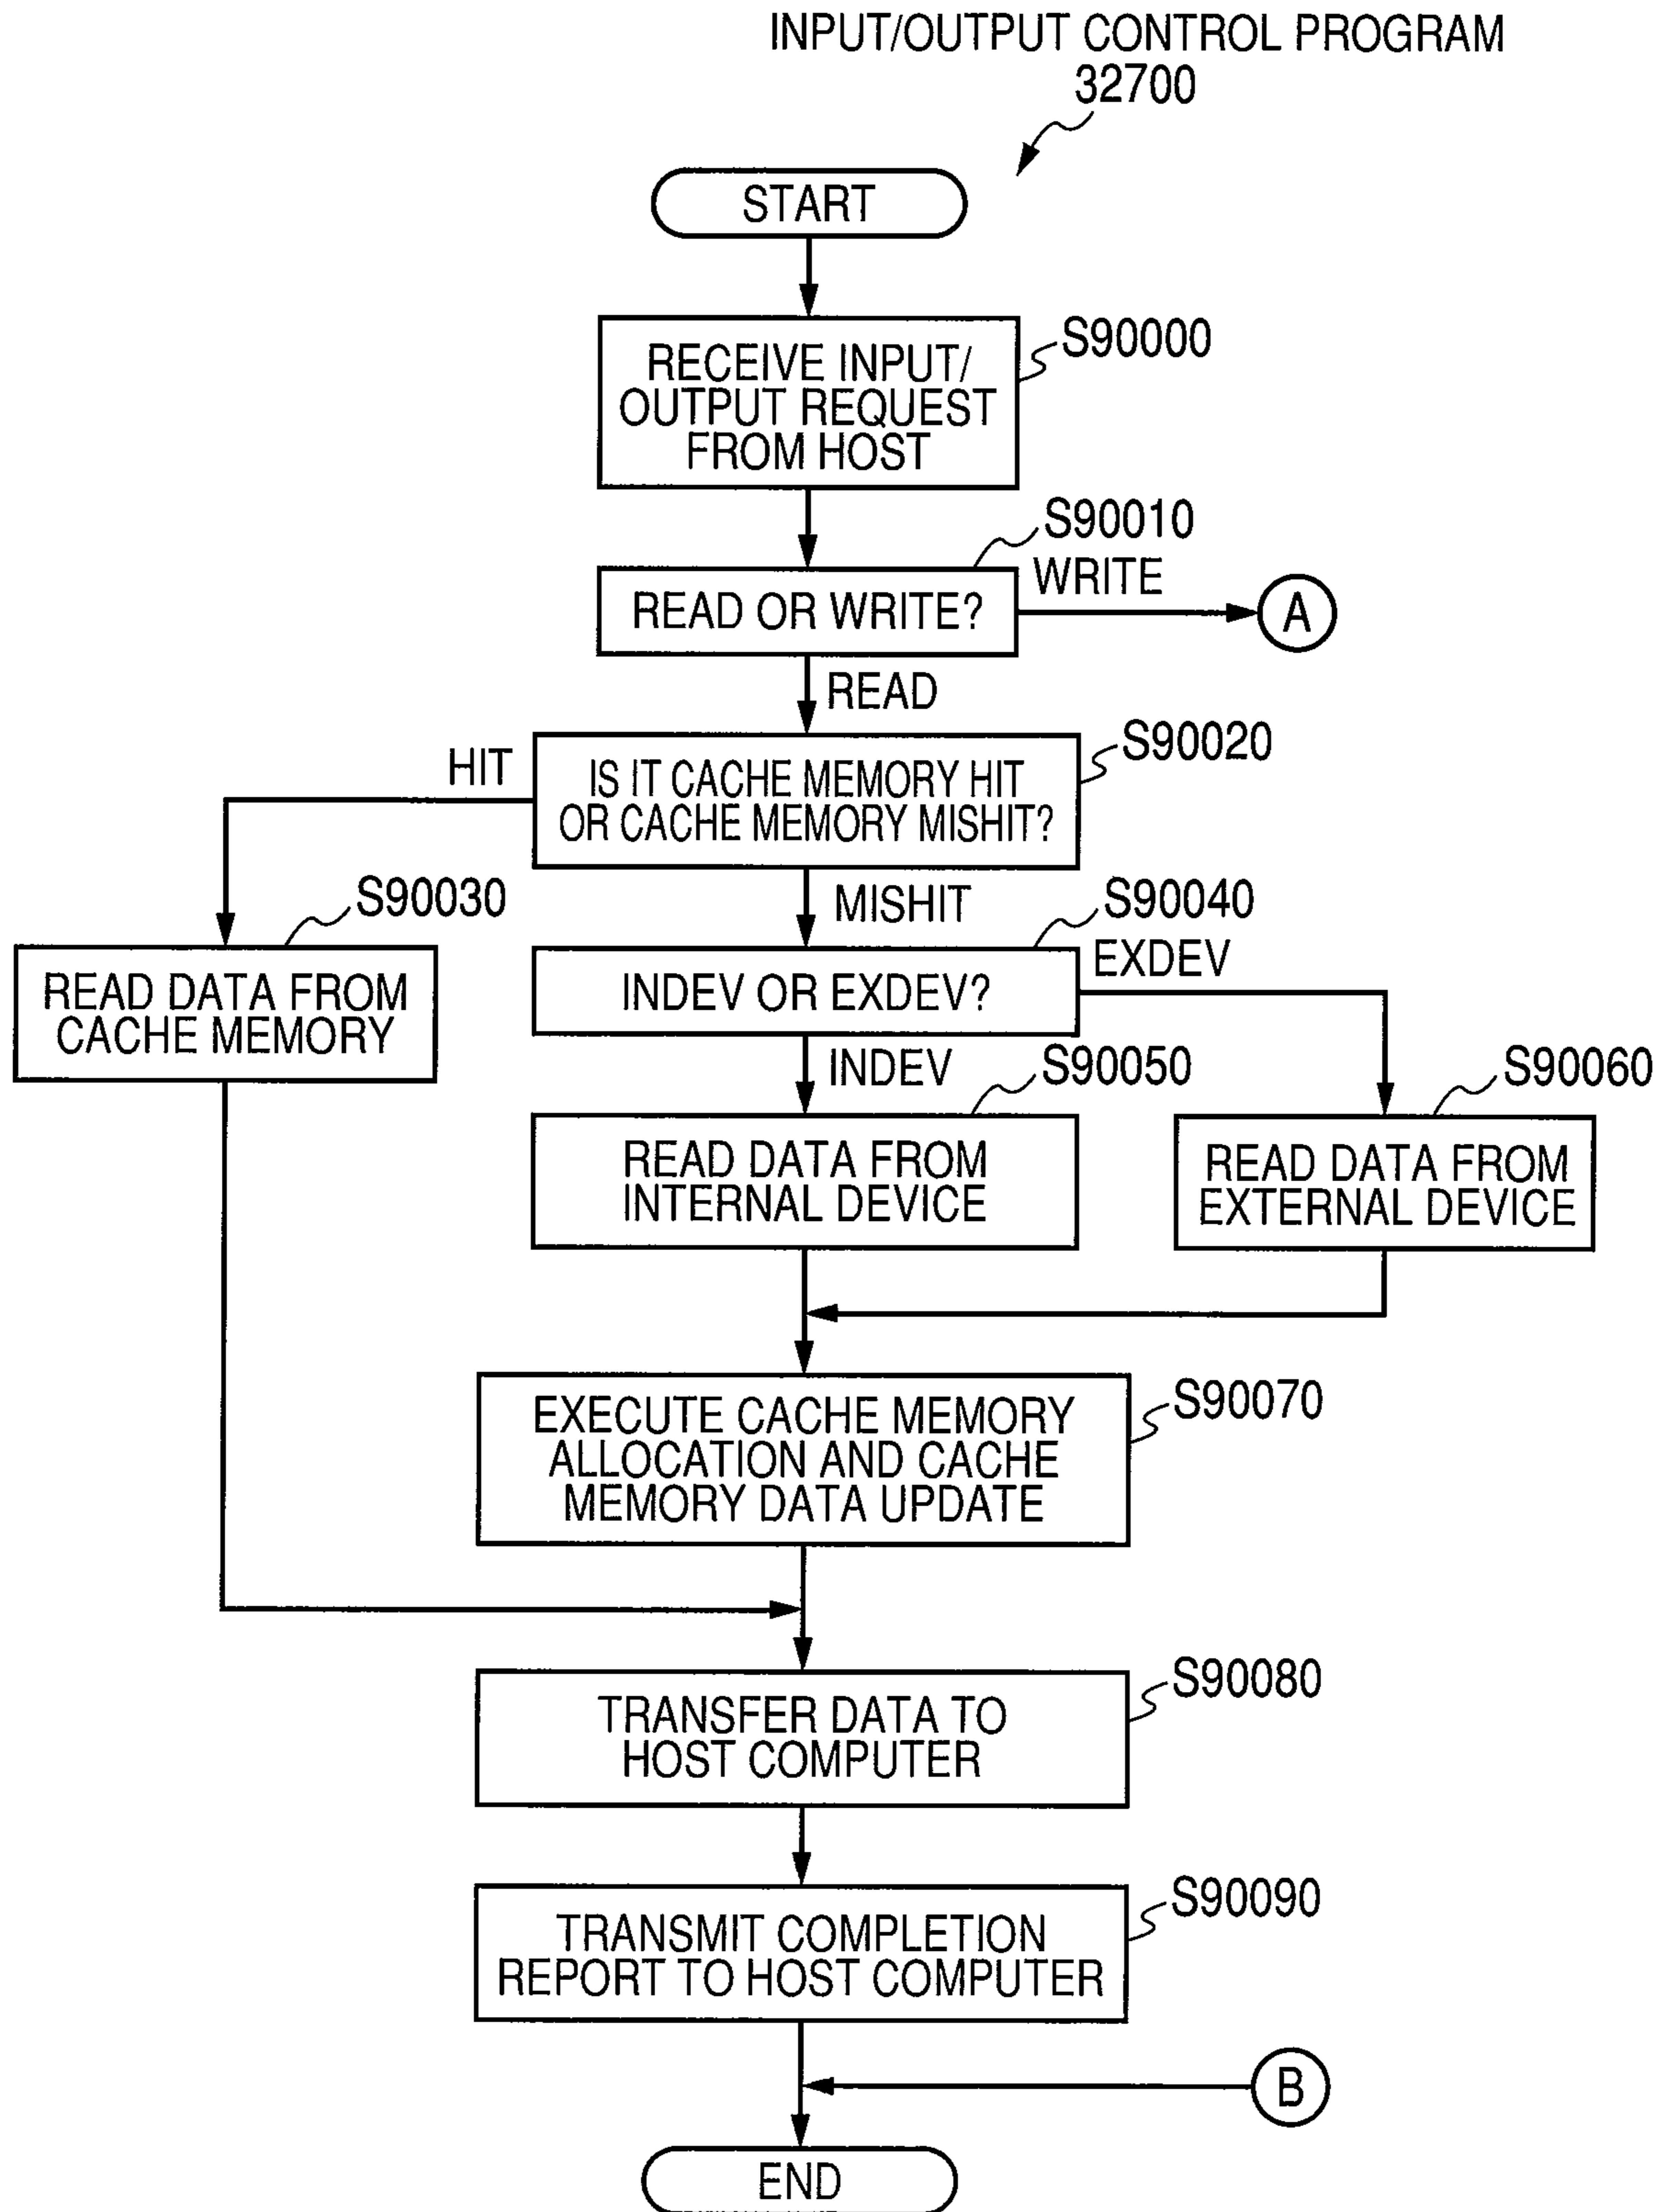 INPUT/OUTPUT CONTROL PROGRAM
32700
START
RECEIVE INPUT/
OUTPUT REQUEST
FROM HOST
S90000
S90010
READ OR WRITE?
WRITE
A
READ
S90020
HIT
IS IT CACHE MEMORY HIT
OR CACHE MEMORY MISHIT?
S90030
MISHIT
S90040
READ DATA FROM
CACHE MEMORY
INDEV OR EXDEV?
EXDEV
INDEV
S90050
S90060
READ DATA FROM
INTERNAL DEVICE
READ DATA FROM
EXTERNAL DEVICE
EXECUTE CACHE MEMORY
ALLOCATION AND CACHE
MEMORY DATA UPDATE
S90070
TRANSFER DATA TO
HOST COMPUTER
S90080
TRANSMIT COMPLETION
REPORT TO HOST COMPUTER
S90090
B
END